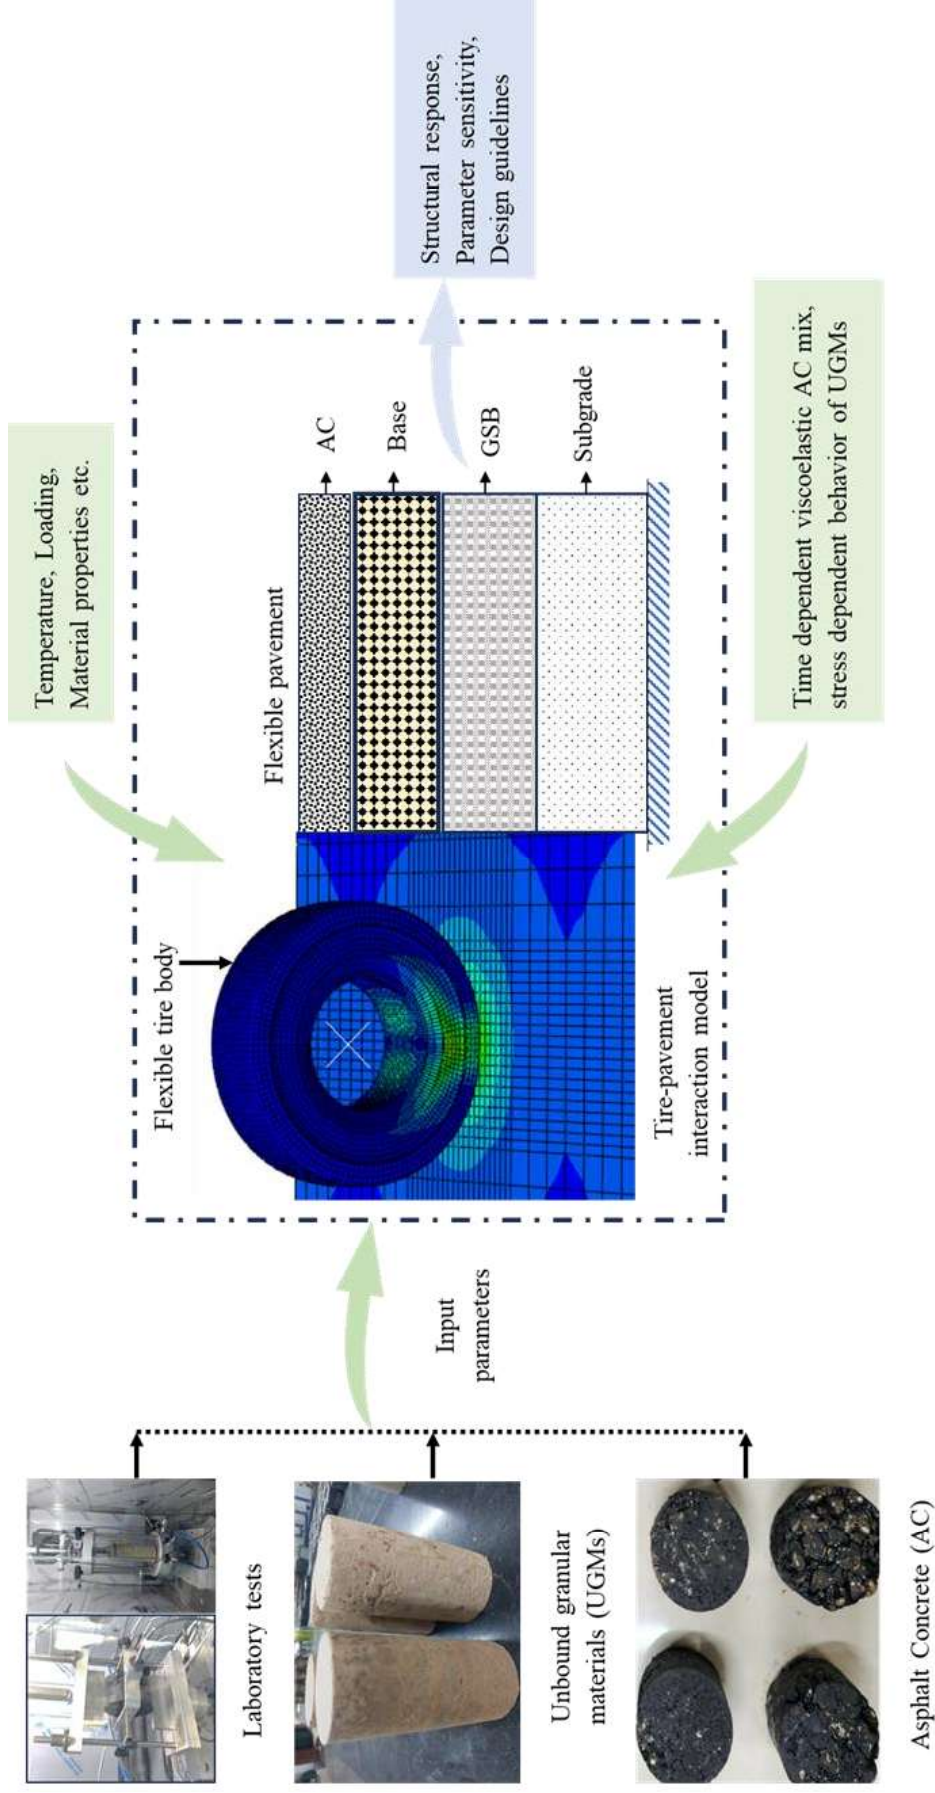 Laboratory tests
Unbound granular
materials (UGMs)
Asphalt Concrete (AC)
Input
parameters
Temperature, Loading,
Material properties etc.
Flexible tire body
Flexible pavement
AC
Base
GSB
Subgrade
Tire-pavement
interaction model
Time dependent viscoelastic AC mix,
stress dependent behavior of UGMs
Structural response,
Parameter sensitivity,
Design guidelines